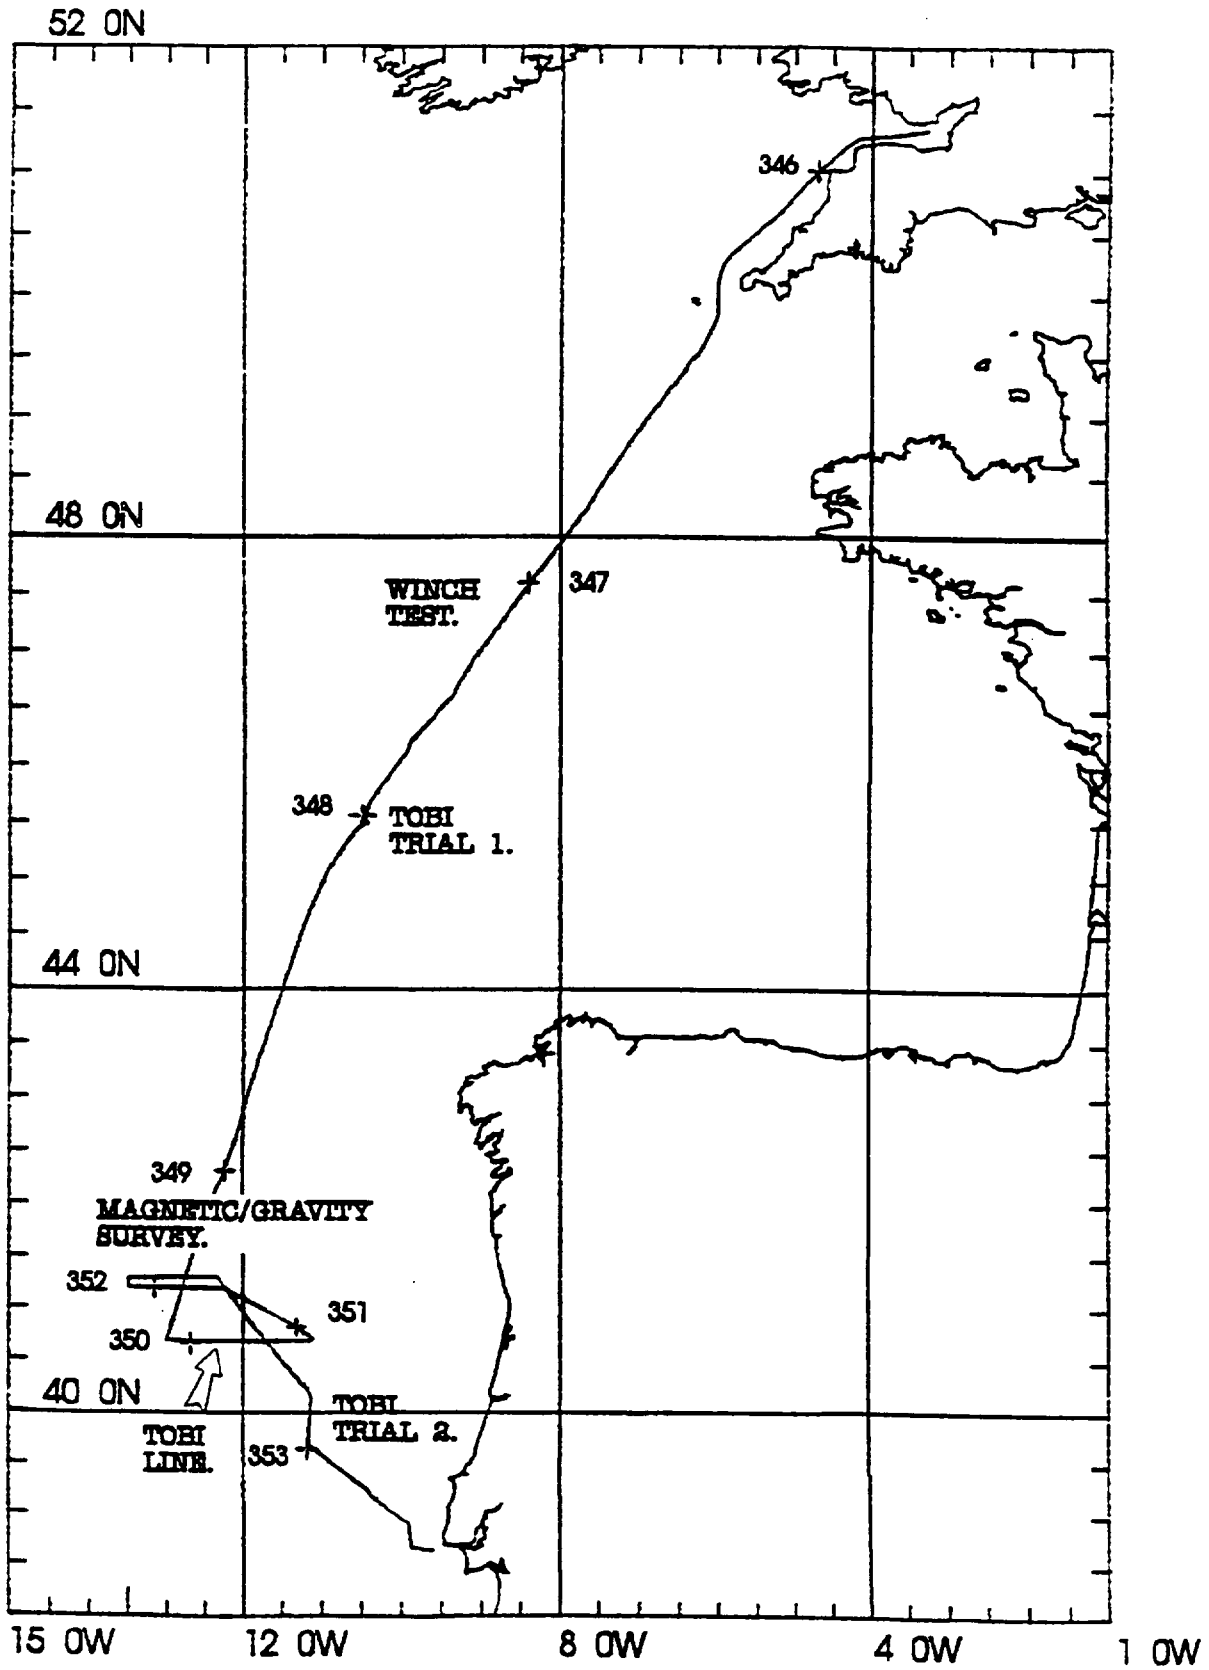 52 0N
346
48 0N
347
WINCH
TEST.
348
TOBI
TRIAL 1.
44 0N
349
MAGNETIC/GRAVITY
SURVEY.
352
351
350
40 0N
TOBI
TRIAL 2.
TOBI
LINE.
353
15 0W
12 0W
8 0W
4 0W
1 0W